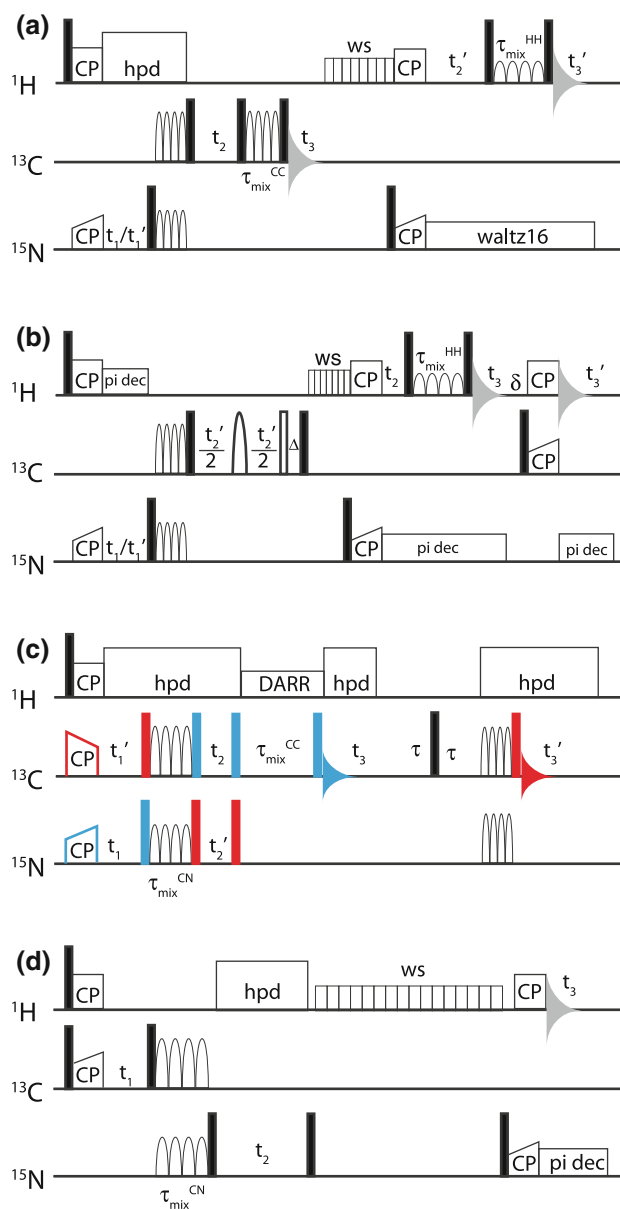 (a)
¹H CP hpd ws CP t₂′ τmixᴴᴴ t₃′
¹³C t₂ τmixᶜᶜ t₃
¹⁵N CP t₁/t₁′ CP waltz16
(b)
¹H CP pi dec ws CP t₂ τmixᴴᴴ t₃ δ CP t₃′
¹³C t₂′/2 t₂′/2 Δ CP
¹⁵N CP t₁/t₁′ CP pi dec pi dec
(c)
¹H CP hpd DARR hpd hpd
¹³C CP t₁′ t₂ τmixᶜᶜ t₃ τ τ t₃′
¹⁵N CP t₁ t₂′
τmixᶜᴺ
(d)
¹H CP hpd ws CP t₃
¹³C CP t₁
¹⁵N t₂ CP pi dec
τmixᶜᴺ